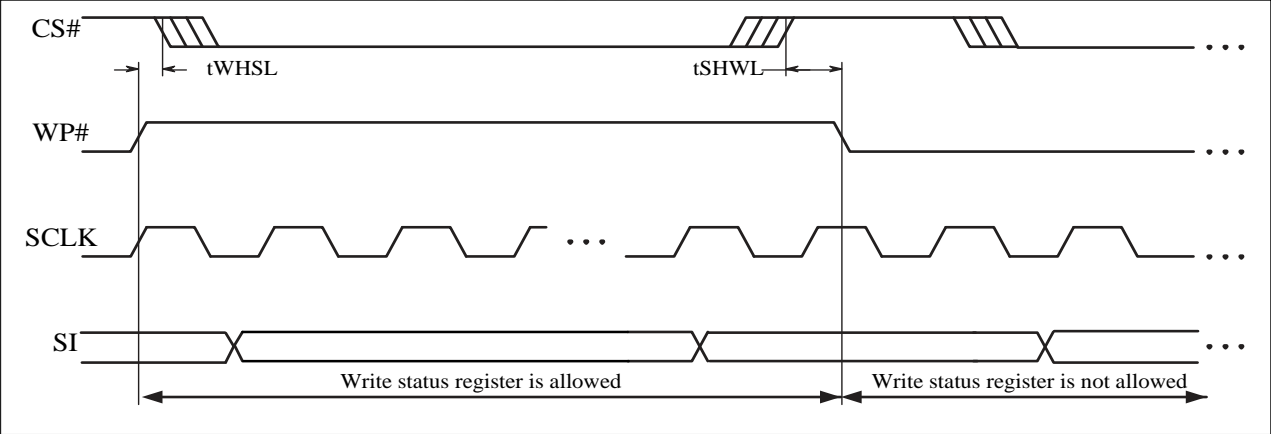 CS#
tWHSL
tSHWL
WP#
SCLK
SI
Write status register is allowed
Write status register is not allowed